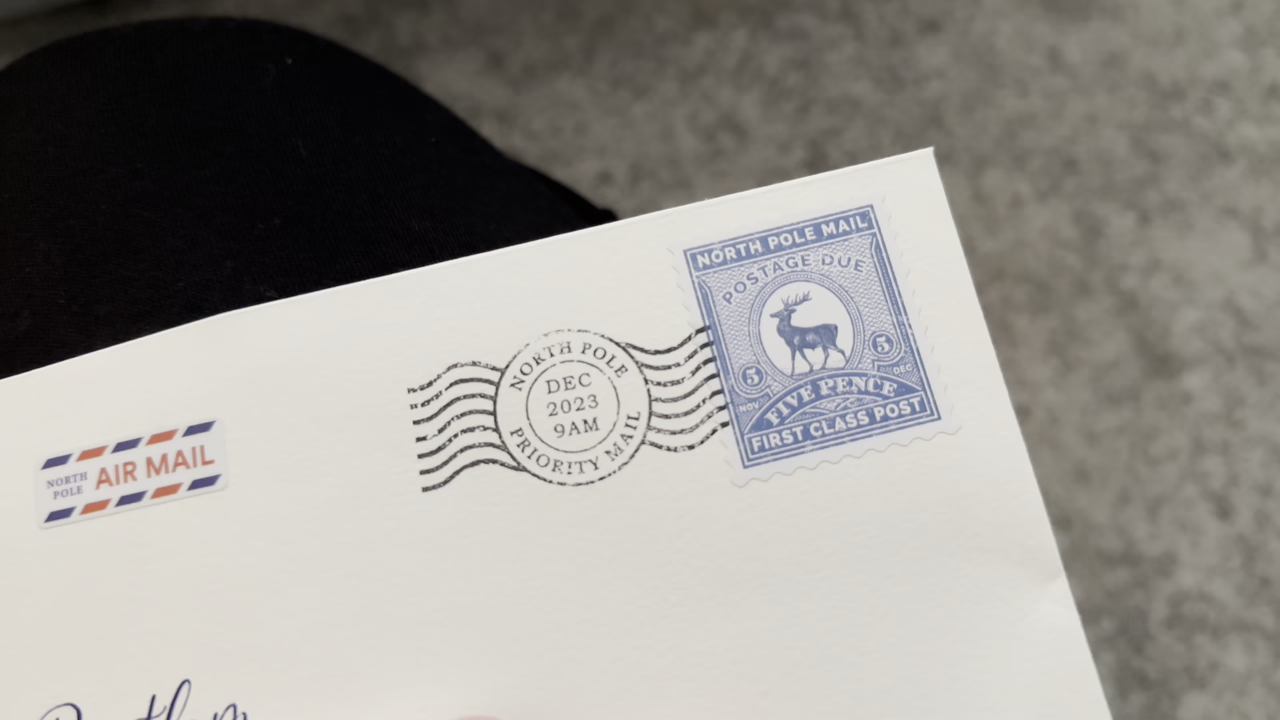 NORTH POLE MAIL
POSTAGE DUE
5
5
NOV
DEC
FIVE PENCE
FIRST CLASS POST
NORTH POLE
DEC
2023
9AM
PRIORITY MAIL
NORTH
POLE
AIR MAIL